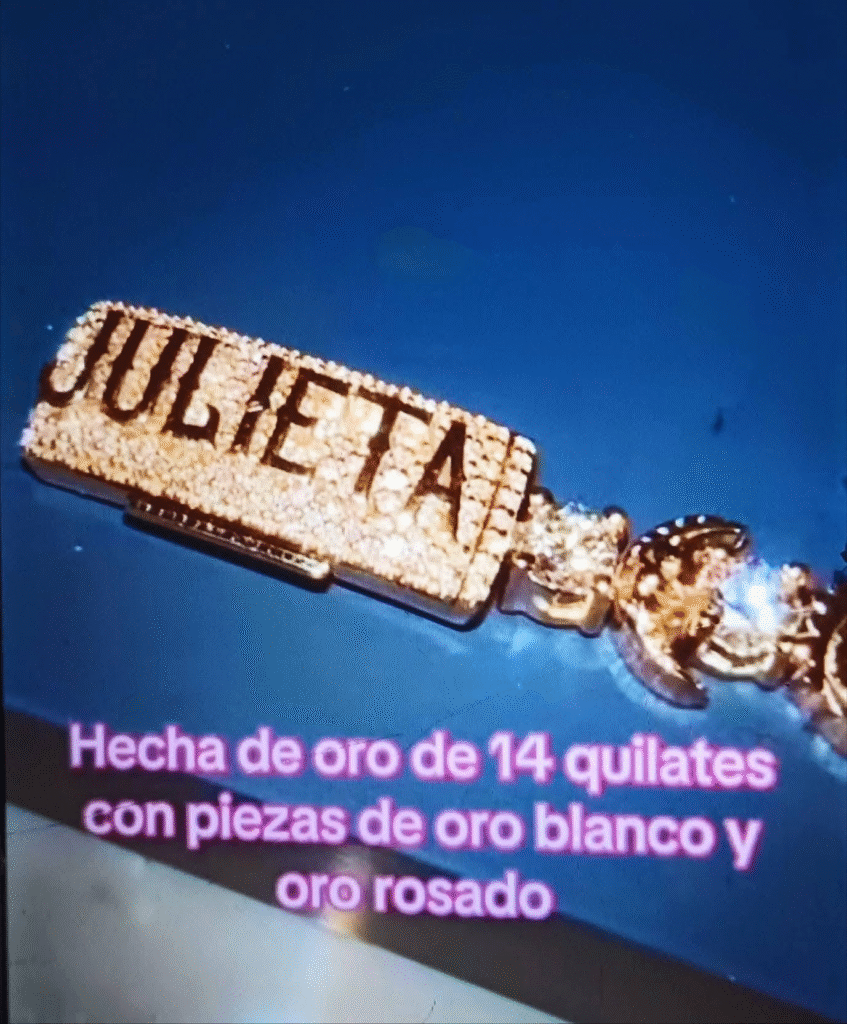 JULIETA
Hecha de oro de 14 quilates
con piezas de oro blanco y
oro rosado